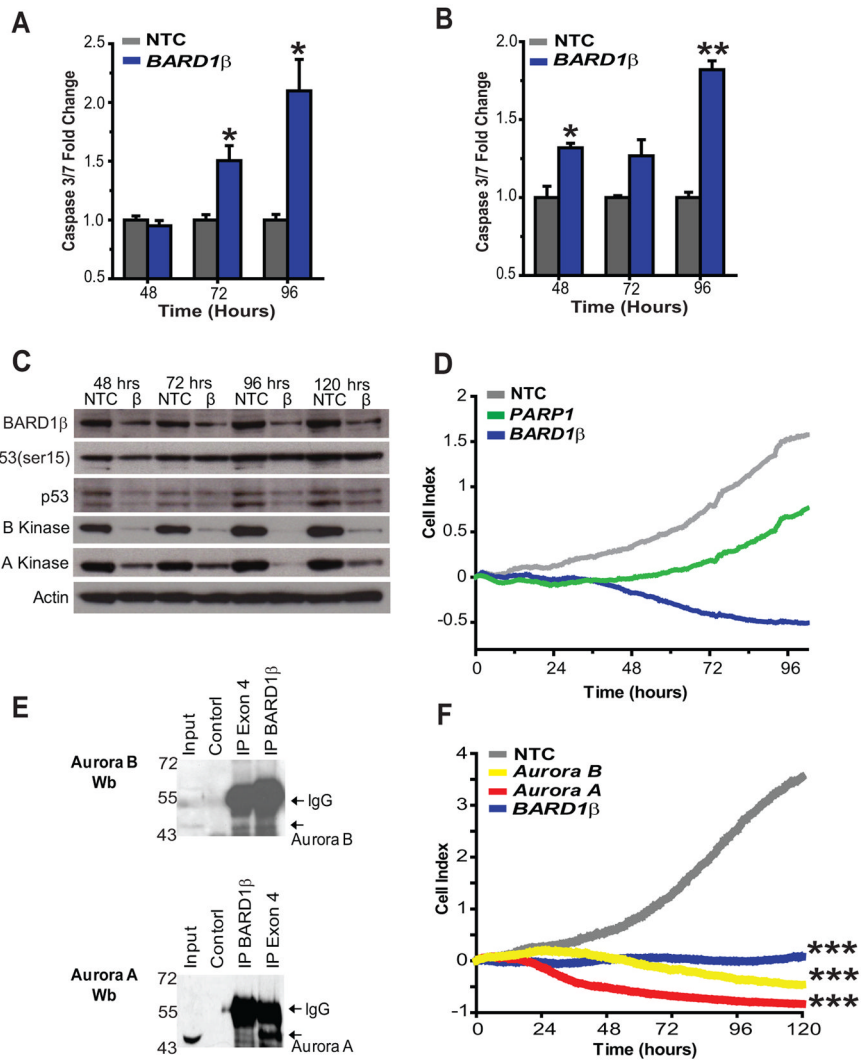 A
NTC
BARD1β
Caspase 3/7 Fold Change
2.5
2.0
1.5
1.0
0.5
*
*
48
72
96
Time (Hours)
B
NTC
BARD1β
Caspase 3/7 Fold Change
2.0
1.5
1.0
0.5
*
**
48
72
96
Time (Hours)
C
48 hrs 72 hrs 96 hrs 120 hrs
NTC β NTC β NTC β NTC β
BARD1β
53(ser15)
p53
B Kinase
A Kinase
Actin
D
NTC
PARP1
BARD1β
Cell Index
2
1.5
1
0.5
0
-0.5
0 24 48 72 96
Time (hours)
E
Input
Contorl
IP Exon 4
IP BARD1β
Aurora B
Wb
72
55
43
IgG
Aurora B
Input
Contorl
IP BARD1β
IP Exon 4
Aurora A
Wb
72
55
43
IgG
Aurora A
F
NTC
Aurora B
Aurora A
BARD1β
Cell Index
4
3
2
1
0
-1
***
***
***
0 24 48 72 96 120
Time (hours)